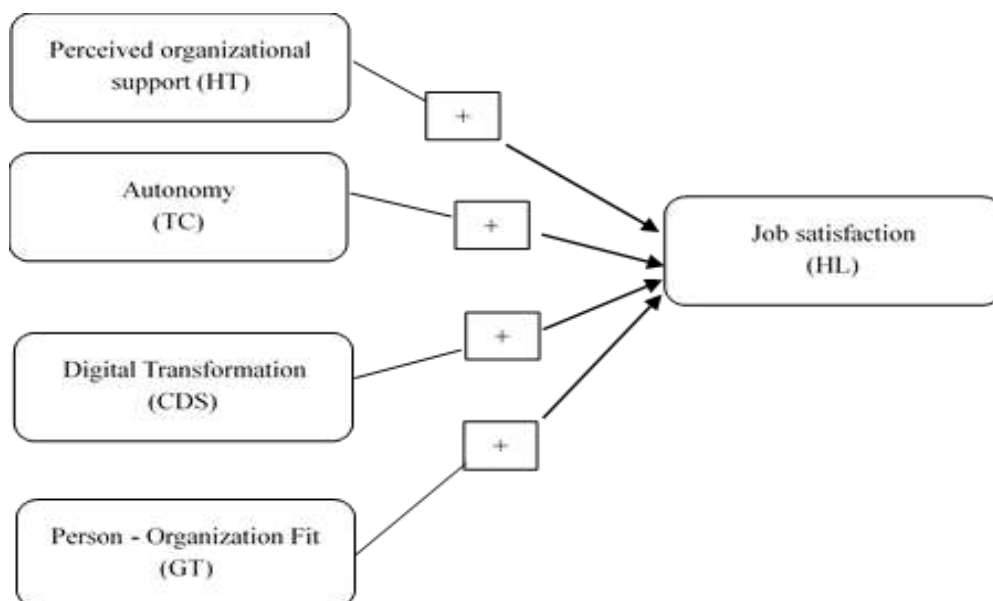 Perceived organizational
support (HT)
+
Autonomy
(TC)
+
Job satisfaction
(HL)
+
Digital Transformation
(CDS)
+
Person - Organization Fit
(GT)